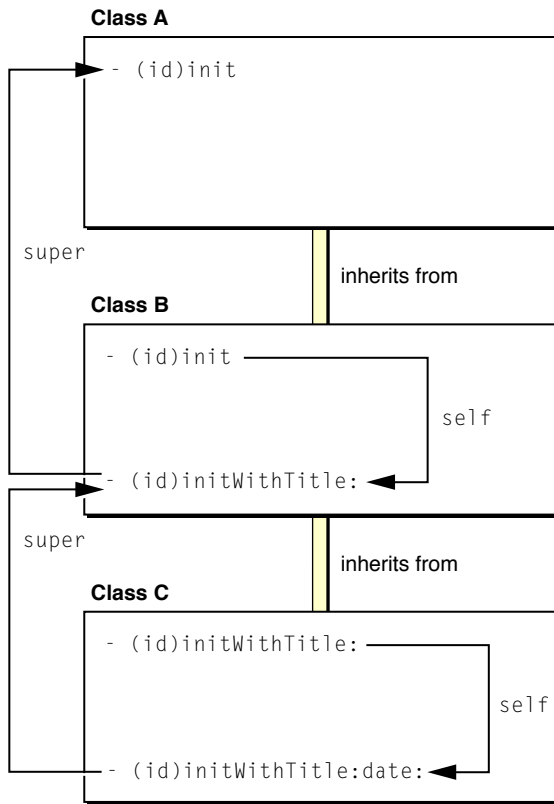 Class A
- (id)init
super
inherits from
Class B
- (id)init
self
- (id)initWithTitle:
super
inherits from
Class C
- (id)initWithTitle:
self
- (id)initWithTitle:date: